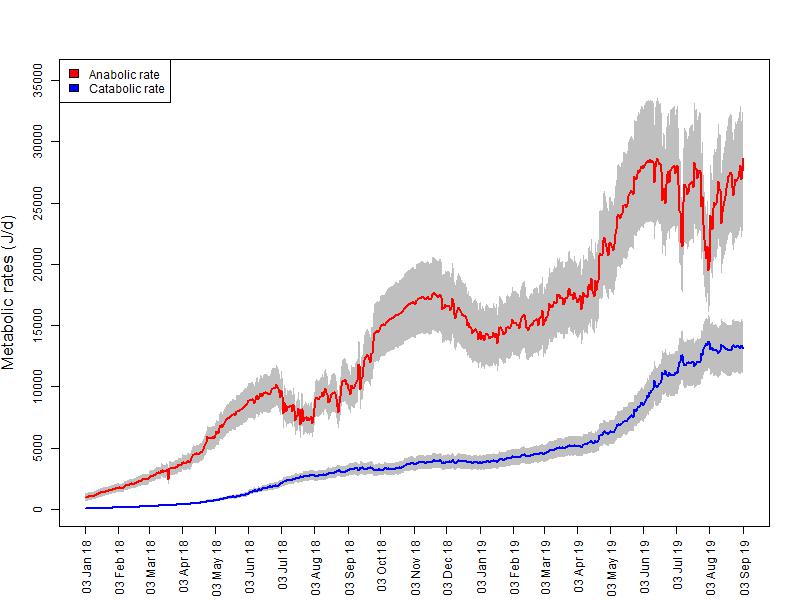 Anabolic rate
Catabolic rate
Metabolic rates (J/d)
35000
30000
25000
20000
15000
10000
5000
0
03 Jan 18
03 Feb 18
03 Mar 18
03 Apr 18
03 May 18
03 Jun 18
03 Jul 18
03 Aug 18
03 Sep 18
03 Oct 18
03 Nov 18
03 Dec 18
03 Jan 19
03 Feb 19
03 Mar 19
03 Apr 19
03 May 19
03 Jun 19
03 Jul 19
03 Aug 19
03 Sep 19